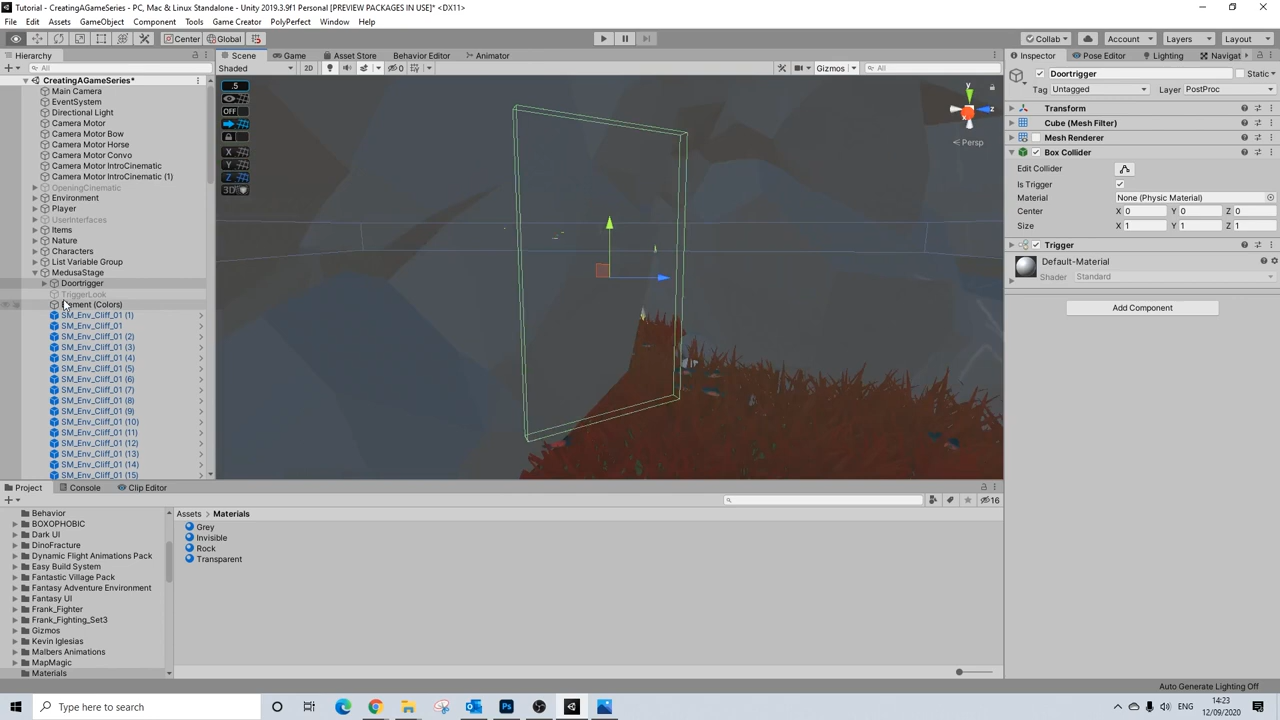 Tutorial - CreatingAGameSeries - PC, Mac & Linux Standalone - Unity 2019.3.9f1 Personal [PREVIEW PACKAGES IN USE]* <DX11>
File Edit Assets GameObject Component Tools Game Creator PolyPerfect Window Help
Center Global Collab Account Layers Layout
Hierarchy
Scene Game Asset Store Behavior Editor Animator
Inspector Pose Editor Lighting Navigat
All
Shaded 2D 0 Gizmos All
CreatingAGameSeries*
Main Camera
EventSystem
Directional Light
Camera Motor
Camera Motor Bow
Camera Motor Horse
Camera Motor Convo
Camera Motor IntroCinematic
Camera Motor IntroCinematic (1)
OpeningCinematic
Environment
Player
UserInterfaces
Items
Nature
Characters
List Variable Group
MedusaStage
Doortrigger
TriggerLook
Element (Colors)
SM_Env_Cliff_01 (1)
SM_Env_Cliff_01
SM_Env_Cliff_01 (2)
SM_Env_Cliff_01 (3)
SM_Env_Cliff_01 (4)
SM_Env_Cliff_01 (5)
SM_Env_Cliff_01 (6)
SM_Env_Cliff_01 (7)
SM_Env_Cliff_01 (8)
SM_Env_Cliff_01 (9)
SM_Env_Cliff_01 (10)
SM_Env_Cliff_01 (11)
SM_Env_Cliff_01 (12)
SM_Env_Cliff_01 (13)
SM_Env_Cliff_01 (14)
SM_Env_Cliff_01 (15)
.5
OFF
X
Y
Z
3D
y
z
x
Persp
Doortrigger Static
Tag Untagged Layer PostProc
Transform
Cube (Mesh Filter)
Mesh Renderer
Box Collider
Edit Collider
Is Trigger
Material None (Physic Material)
Center X 0 Y 0 Z 0
Size X 1 Y 1 Z 1
Trigger
Default-Material
Shader Standard
Add Component
Project Console Clip Editor
16
Behavior
BOXOPHOBIC
Dark UI
DinoFracture
Dynamic Flight Animations Pack
Easy Build System
Fantastic Village Pack
Fantasy Adventure Environment
Fantasy UI
Frank_Fighter
Frank_Fighting_Set3
Gizmos
Kevin Iglesias
Malbers Animations
MapMagic
Materials
Assets > Materials
Grey
Invisible
Rock
Transparent
Auto Generate Lighting Off
Type here to search
14:23
12/09/2020